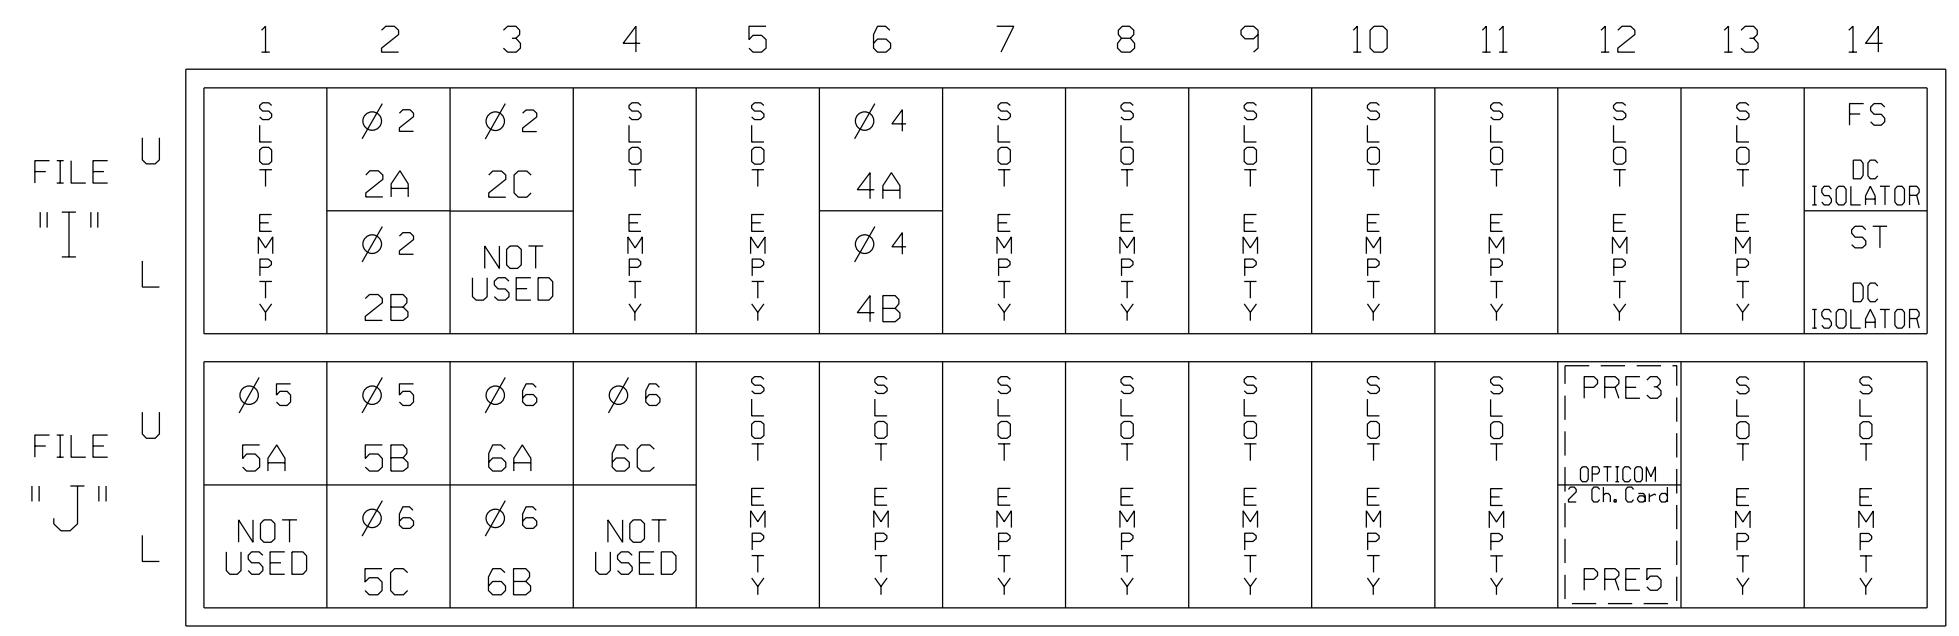 1 2 3 4 5 6 7 8 9 10 11 12 13 14
FILE
"I"
U
L
SLOT EMPTY
Ø 2
2A
Ø 2
2B
Ø 2
2C
NOT
USED
SLOT EMPTY
SLOT EMPTY
Ø 4
4A
Ø 4
4B
SLOT EMPTY
SLOT EMPTY
SLOT EMPTY
SLOT EMPTY
SLOT EMPTY
SLOT EMPTY
SLOT EMPTY
FS
DC
ISOLATOR
ST
DC
ISOLATOR
FILE
"J"
U
L
Ø 5
5A
NOT
USED
Ø 5
5B
Ø 6
5C
Ø 6
6A
Ø 6
6B
Ø 6
6C
NOT
USED
SLOT EMPTY
SLOT EMPTY
SLOT EMPTY
SLOT EMPTY
SLOT EMPTY
SLOT EMPTY
SLOT EMPTY
PRE3
OPTICOM
2 Ch. Card
PRE5
SLOT EMPTY
SLOT EMPTY